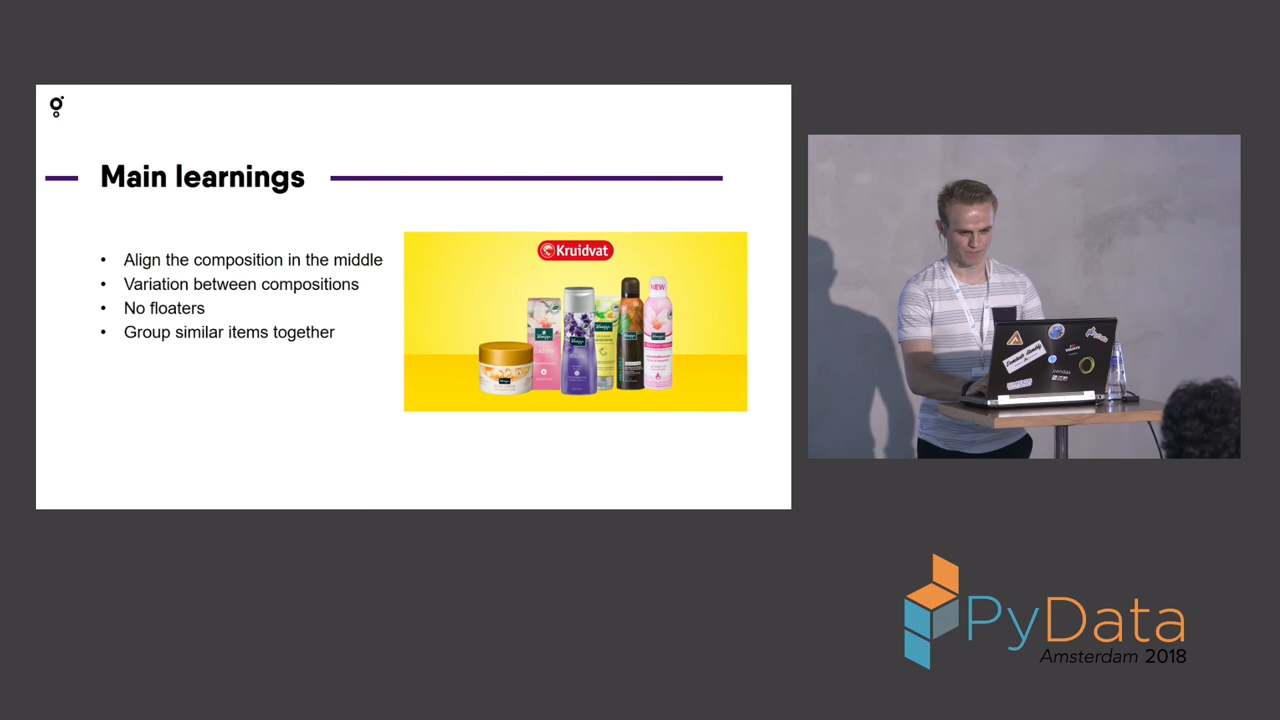 Main learnings
• Align the composition in the middle
• Variation between compositions
• No floaters
• Group similar items together
Kruidvat
NEW
pandas
PyData
Amsterdam 2018